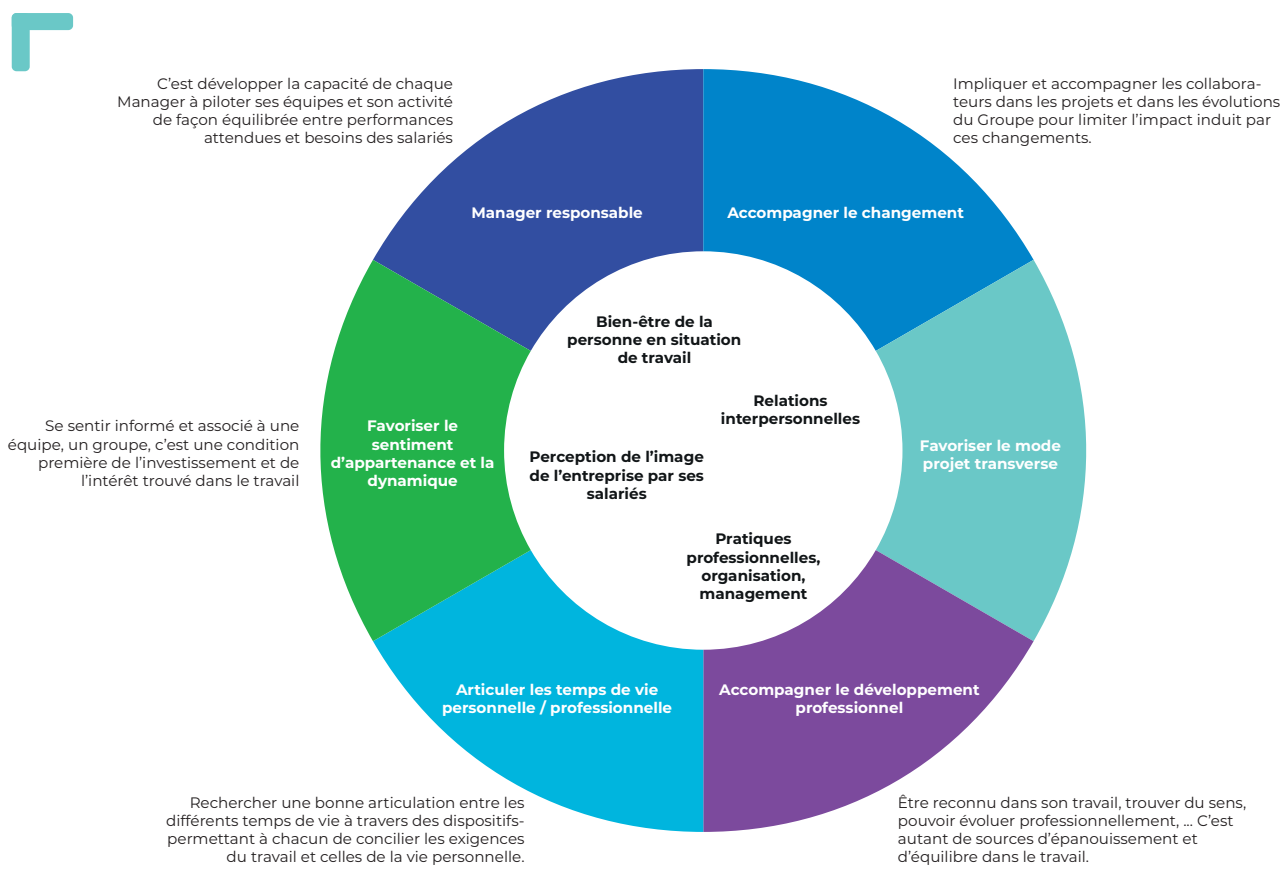 C’est développer la capacité de chaque
Manager à piloter ses équipes et son activité
de façon équilibrée entre performances
attendues et besoins des salariés
Impliquer et accompagner les collabora-
teurs dans les projets et dans les évolutions
du Groupe pour limiter l’impact induit par
ces changements.
Manager responsable
Accompagner le changement
Bien-être de la
personne en situation
de travail
Relations
interpersonnelles
Se sentir informé et associé à une
équipe, un groupe, c’est une condition
première de l’investissement et de
l’intérêt trouvé dans le travail
Favoriser le
sentiment
d’appartenance et la
dynamique
Perception de l’image
de l’entreprise par ses
salariés
Favoriser le mode
projet transverse
Pratiques
professionnelles,
organisation,
management
Articuler les temps de vie
personnelle / professionnelle
Accompagner le développement
professionnel
Rechercher une bonne articulation entre les
différents temps de vie à travers des dispositifs-
permettant à chacun de concilier les exigences
du travail et celles de la vie personnelle.
Être reconnu dans son travail, trouver du sens,
pouvoir évoluer professionnellement, ... C’est
autant de sources d’épanouissement et
d’équilibre dans le travail.